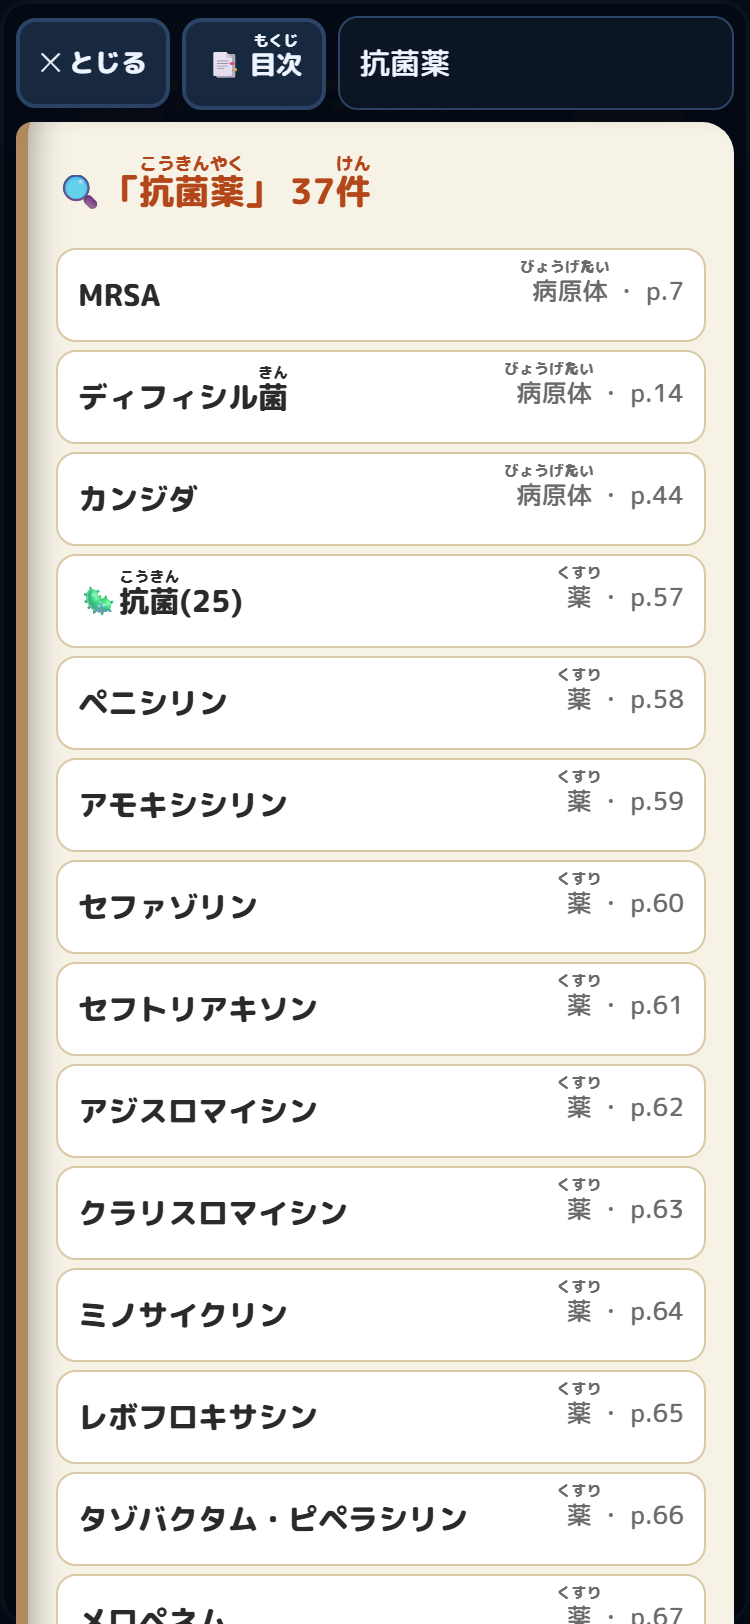 ×とじる
もくじ
目次
抗菌薬
こうきんやく けん
「抗菌薬」 37件
MRSA
びょうげんたい
病原体 · p.7
きん
ディフィシル菌
びょうげんたい
病原体 · p.14
カンジダ
びょうげんたい
病原体 · p.44
こうきん
抗菌(25)
くすり
薬 · p.57
ペニシリン
くすり
薬 · p.58
アモキシシリン
くすり
薬 · p.59
セファゾリン
くすり
薬 · p.60
セフトリアキソン
くすり
薬 · p.61
アジスロマイシン
くすり
薬 · p.62
クラリスロマイシン
くすり
薬 · p.63
ミノサイクリン
くすり
薬 · p.64
レボフロキサシン
くすり
薬 · p.65
タゾバクタム・ピペラシリン
くすり
薬 · p.66
メロペネム
くすり
薬 · p.67